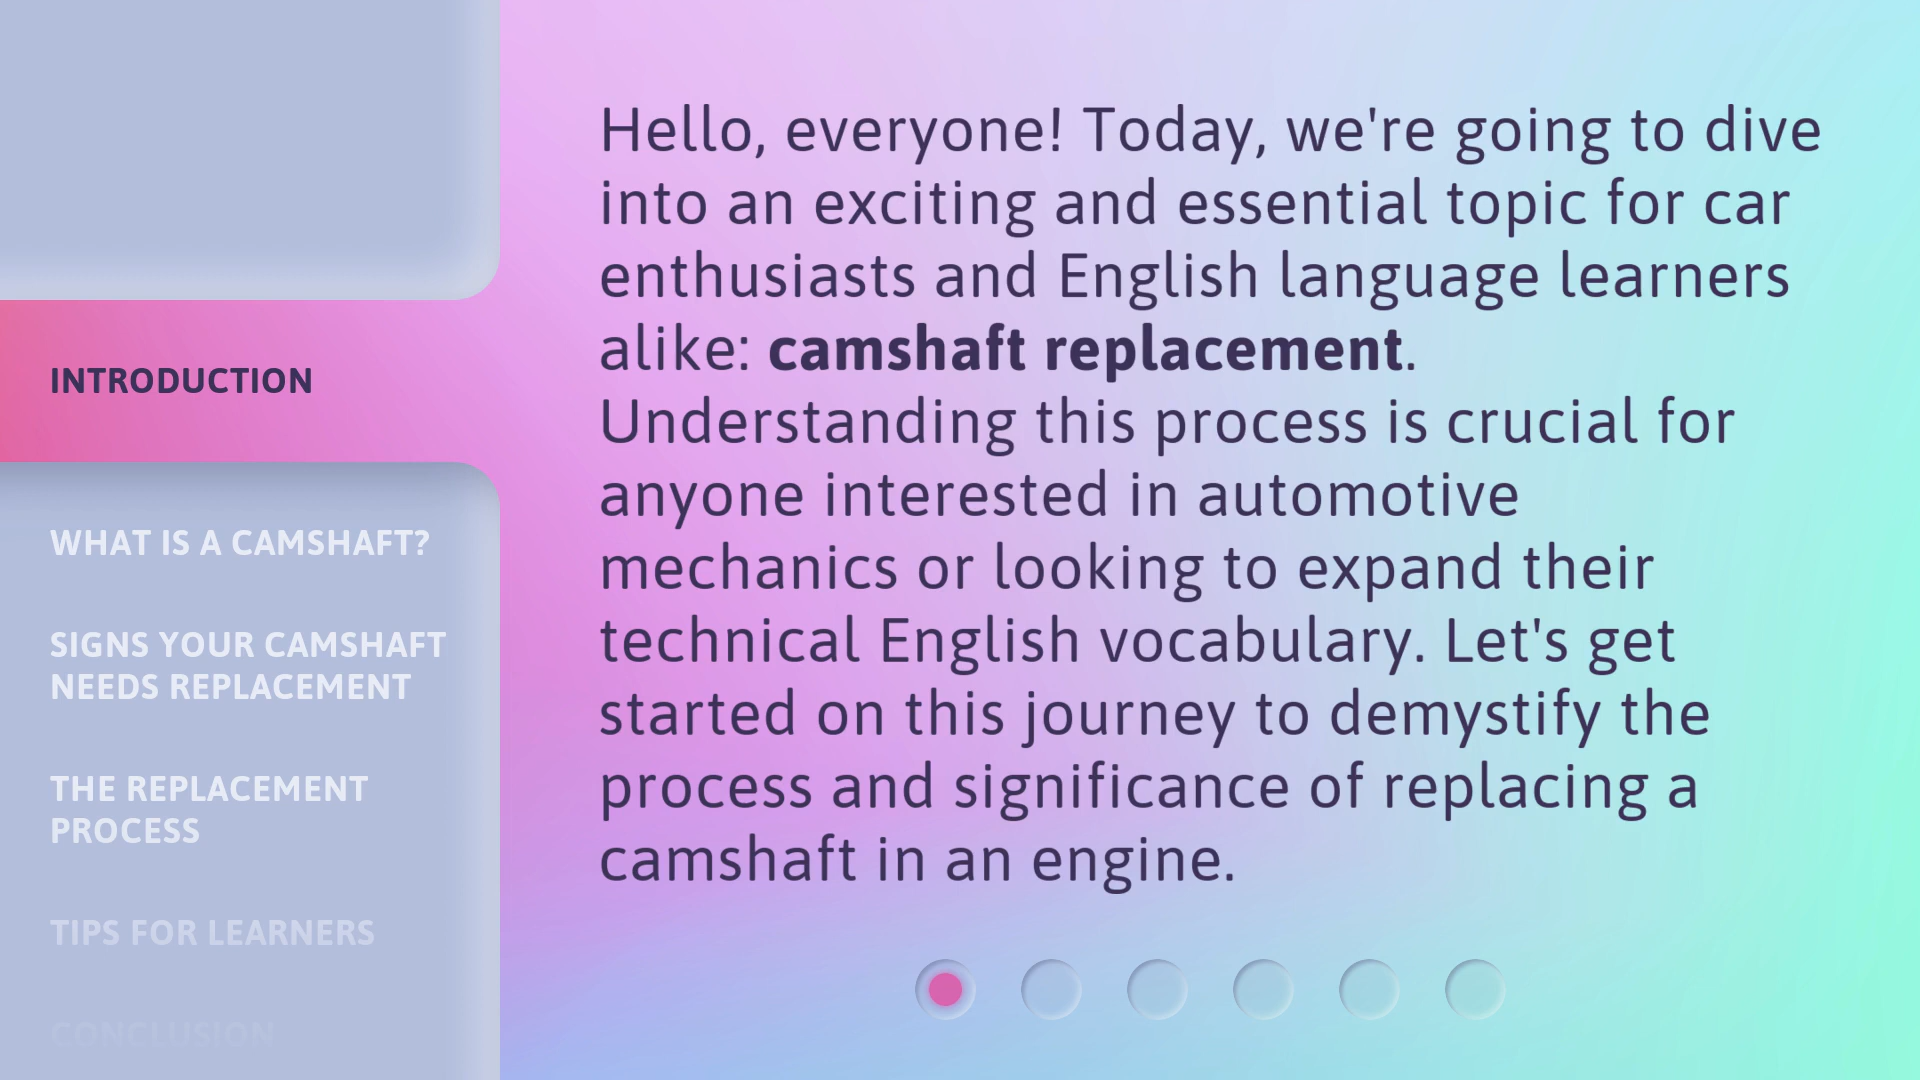 INTRODUCTION
WHAT IS A CAMSHAFT?
SIGNS YOUR CAMSHAFT
NEEDS REPLACEMENT
THE REPLACEMENT
PROCESS
TIPS FOR LEARNERS
CONCLUSION
Hello, everyone! Today, we're going to dive
into an exciting and essential topic for car
enthusiasts and English language learners
alike: camshaft replacement.
Understanding this process is crucial for
anyone interested in automotive
mechanics or looking to expand their
technical English vocabulary. Let's get
started on this journey to demystify the
process and significance of replacing a
camshaft in an engine.